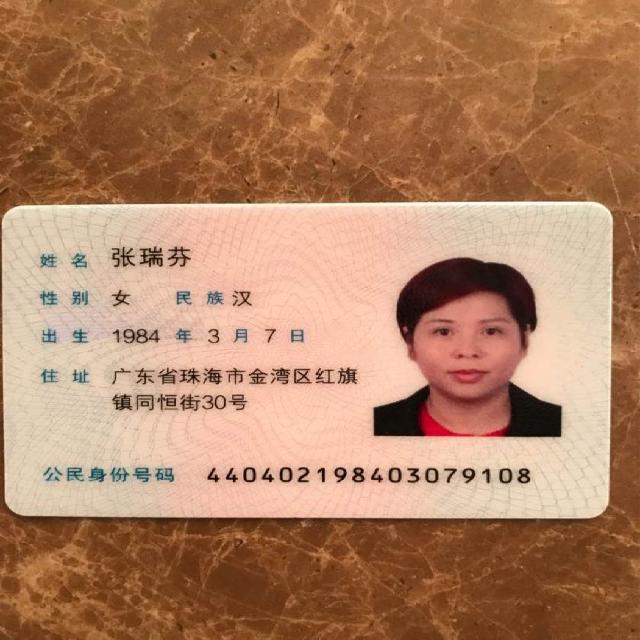 姓名 张瑞芬
性别 女 民族 汉
出生 1984 年 3 月 7 日
住址 广东省珠海市金湾区红旗
镇同恒街30号
公民身份号码 440402198403079108